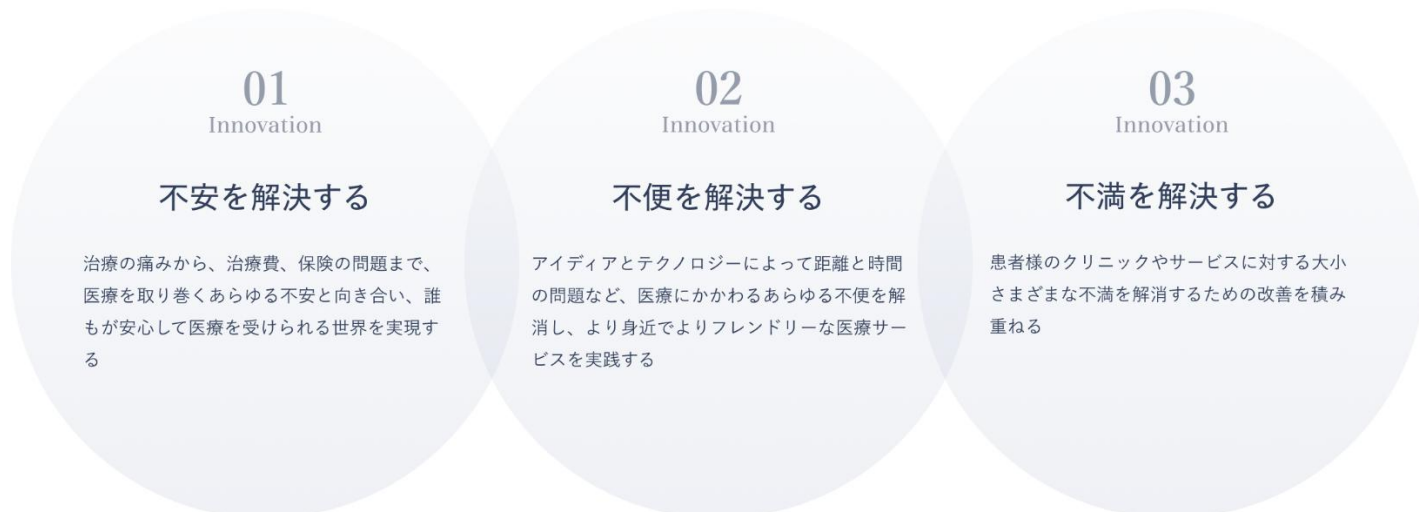 01
Innovation
不安を解決する
治療の痛みから、治療費、保険の問題まで、
医療を取り巻くあらゆる不安と向き合い、誰
もが安心して医療を受けられる世界を実現す
る
02
Innovation
不便を解決する
アイディアとテクノロジーによって距離と時間
の問題など、医療にかかわるあらゆる不便を解
消し、より身近でよりフレンドリーな医療サー
ビスを実践する
03
Innovation
不満を解決する
患者様のクリニックやサービスに対する大小
さまざまな不満を解消するための改善を積み
重ねる